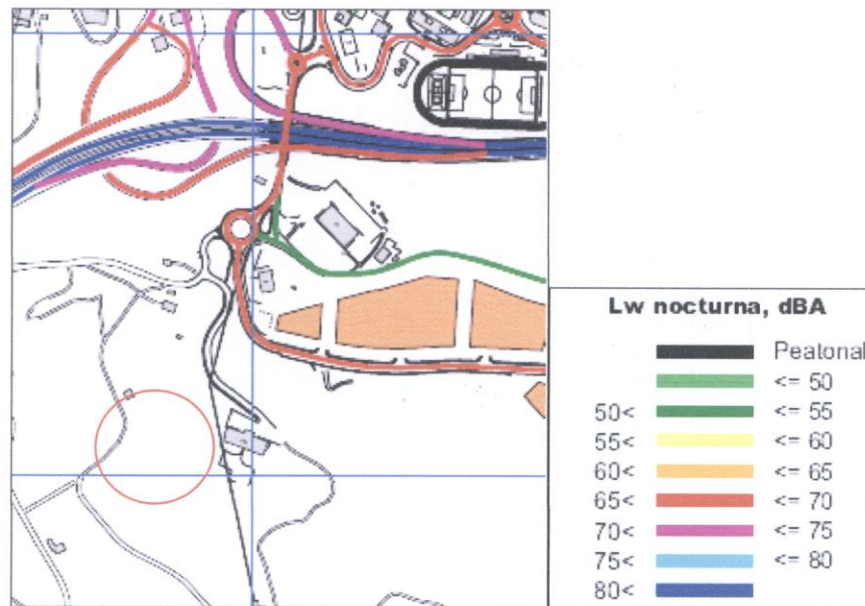 Lw nocturna, dBA
Peatonal
<= 50
50< <= 55
55< <= 60
60< <= 65
65< <= 70
70< <= 75
75< <= 80
80<